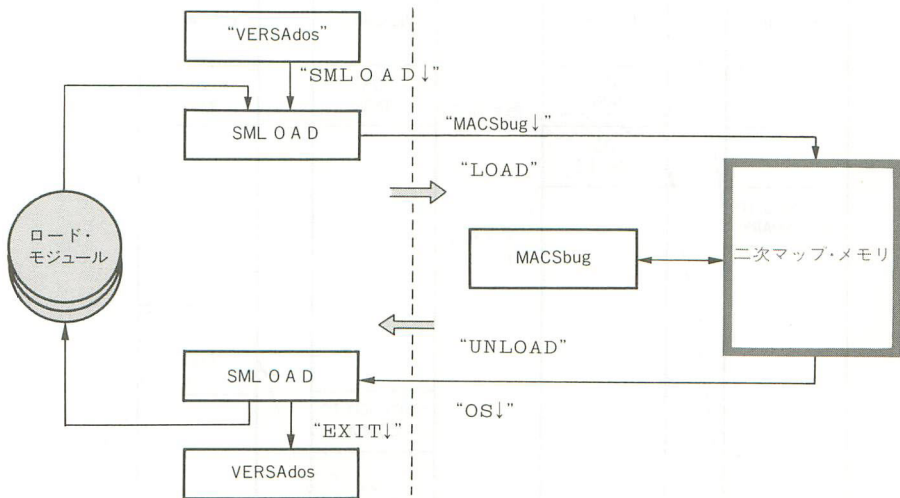 “VERSAdos”
“SMLOAD↓”
SMLOAD
“MACSbug↓”
“LOAD”
ロード・
モジュール
MACSbug
二次マップ・メモリ
“UNLOAD”
SMLOAD
“OS↓”
“EXIT↓”
VERSAdos